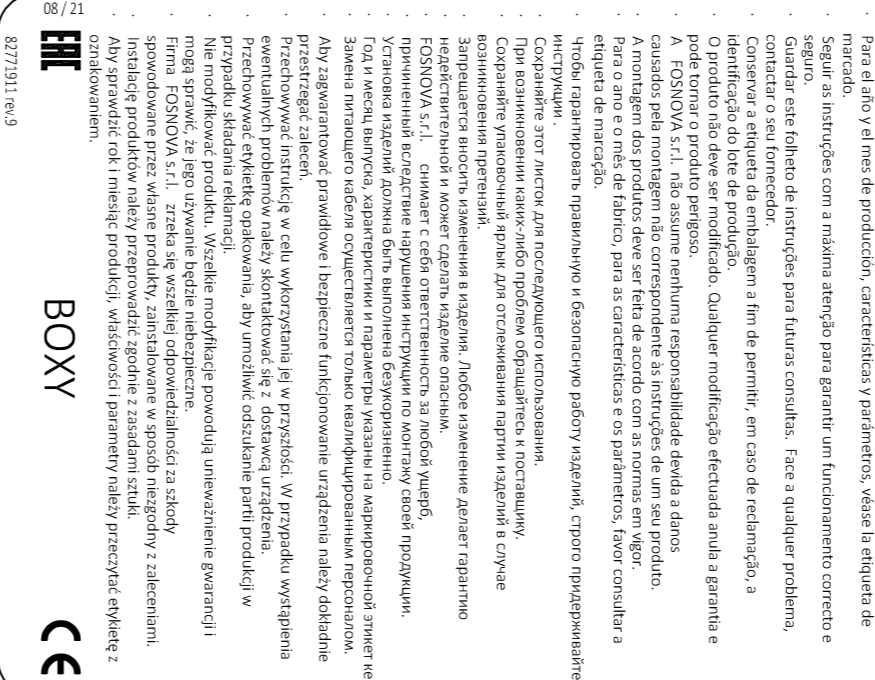 · Para el año y el mes de producción, características y parámetros, véase la etiqueta de
marcado.
· Seguir as instruções com a máxima atenção para garantir um funcionamento correcto e
seguro.
· Guardar este folheto de instruções para futuras consultas. Face a qualquer problema,
contactar o seu fornecedor.
· Conservar a etiqueta da embalagem a fim de permitir, em caso de reclamação, a
identificação do lote de produção.
· O produto não deve ser modificado. Qualquer modificação efectuada anula a garantia e
pode tornar o produto perigoso.
· A FOSNOVA s.r.l. não assume nenhuma responsabilidade devida a danos
causados pela montagem não correspondente às instruções de um seu produto.
· A montagem dos produtos deve ser feita de acordo com as normas em vigor.
· Para o ano e o mês de fabrico, para as características e os parâmetros, favor consultar a
etiqueta de marcação.
· Чтобы гарантировать правильную и безопасную работу изделий, строго придерживайте
инструкции .
· Сохраняйте этот листок для последующего использования.
· При возникновении каких-либо проблем обращайтесь к поставщику.
· Сохраняйте упаковочный ярлык для отслеживания партии изделий в случае
возникновения претензий.
· Запрещается вносить изменения в изделия. Любое изменение делает гарантию
недействительной и может сделать изделие опасным.
· FOSNOVA s.r.l. снимает с себя ответственность за любой ущерб,
причиненный вследствие нарушения инструкции по монтажу своей продукции.
· Установка изделий должна быть выполнена безукоризненно.
· Год и месяц выпуска, характеристики и параметры указаны на маркировочной этикет ке
· Замена питающего кабеля осуществляется только квалифицированным персоналом.
· Aby zagwarantować prawidłowe i bezpieczne funkcjonowanie urządzenia należy dokładnie
przestrzegać zaleceń.
· Przechowywać instrukcję w celu wykorzystania jej w przyszłości. W przypadku wystąpienia
ewentualnych problemów należy skontaktować się z dostawcą urządzenia.
· Przechowywać etykietkę opakowania, aby umożliwić odszukanie partii produkcji w
przypadku składania reklamacji.
· Nie modyfikować produktu. Wszelkie modyfikacje powodują unieważnienie gwarancji i
mogą sprawić, że jego używanie będzie niebezpieczne.
· Firma FOSNOVA s.r.l. zrzeka się wszelkiej odpowiedzialności za szkody
spowodowane przez własne produkty, zainstalowane w sposób niezgodny z zaleceniami.
· Instalację produktów należy przeprowadzić zgodnie z zasadami sztuki.
· Aby sprawdzić rok i miesiąc produkcji, właściwości i parametry należy przeczytać etykietę z
oznakowaniem.
08 / 21
EAC
BOXY
CE
82771911 rev.9